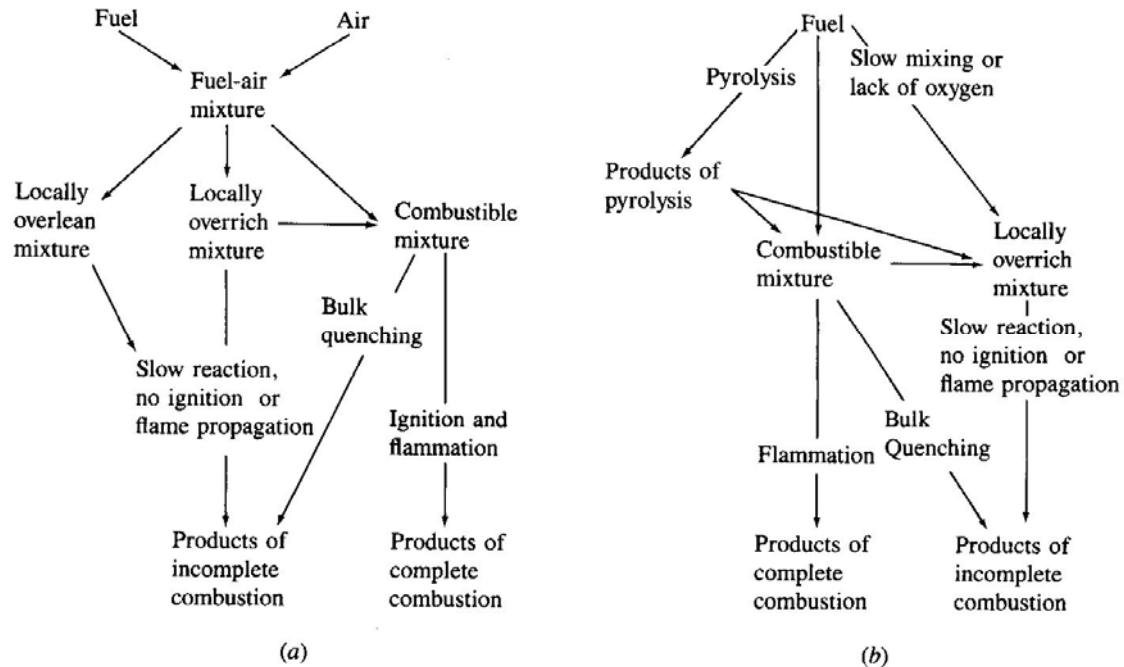 Fuel
Air
Fuel-air
mixture
Locally
overlean
mixture
Locally
overrich
mixture
Combustible
mixture
Bulk
quenching
Slow reaction,
no ignition or
flame propagation
Ignition and
flammation
Products of
incomplete
combustion
Products of
complete
combustion
(a)
Fuel
Pyrolysis
Slow mixing or
lack of oxygen
Products of
pyrolysis
Combustible
mixture
Locally
overrich
mixture
Slow reaction,
no ignition or
flame propagation
Bulk
Quenching
Flammation
Products of
complete
combustion
Products of
incomplete
combustion
(b)